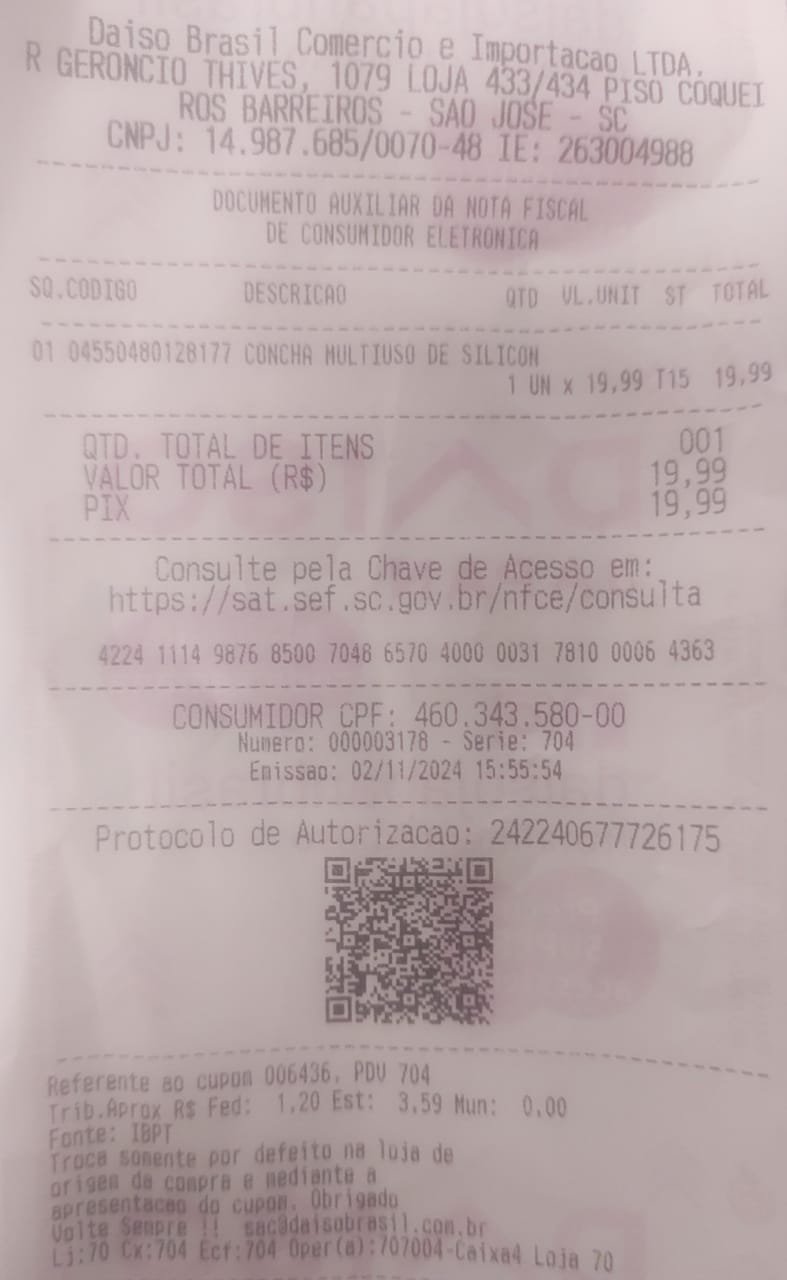 Daiso Brasil Comercio e Importacao LTDA.
R GERONCIO THIVES, 1079 LOJA 433/434 PISO COQUEI
ROS BARREIROS - SAO JOSE - SC
CNPJ: 14.987.685/0070-48 IE: 263004988
DOCUMENTO AUXILIAR DA NOTA FISCAL
DE CONSUMIDOR ELETRONICA
SQ.CODIGO DESCRICAO QTD VL.UNIT ST TOTAL
01 04550480128177 CONCHA MULTIUSO DE SILICON
1 UN x 19,99 T15 19,99
QTD. TOTAL DE ITENS 001
VALOR TOTAL (R$) 19,99
PIX 19,99
Consulte pela Chave de Acesso em:
https://sat.sef.sc.gov.br/nfce/consulta
4224 1114 9876 8500 7048 6570 4000 0031 7810 0006 4363
CONSUMIDOR CPF: 460.343.580-00
Numero: 000003178 - Serie: 704
Emissao: 02/11/2024 15:55:54
Protocolo de Autorizacao: 242240677726175
Referente ao cupom 006436, PDV 704
Trib.Aprox R$ Fed: 1,20 Est: 3,59 Mun: 0,00
Fonte: IBPT
Troca somente por defeito na loja de
origem da compra e mediante a
apresentacao do cupom. Obrigado
Volte Sempre !! sac@daisobrasil.com.br
Lj:70 Cx:704 Ecf:704 Oper(a):707004-Caixa4 Loja 70